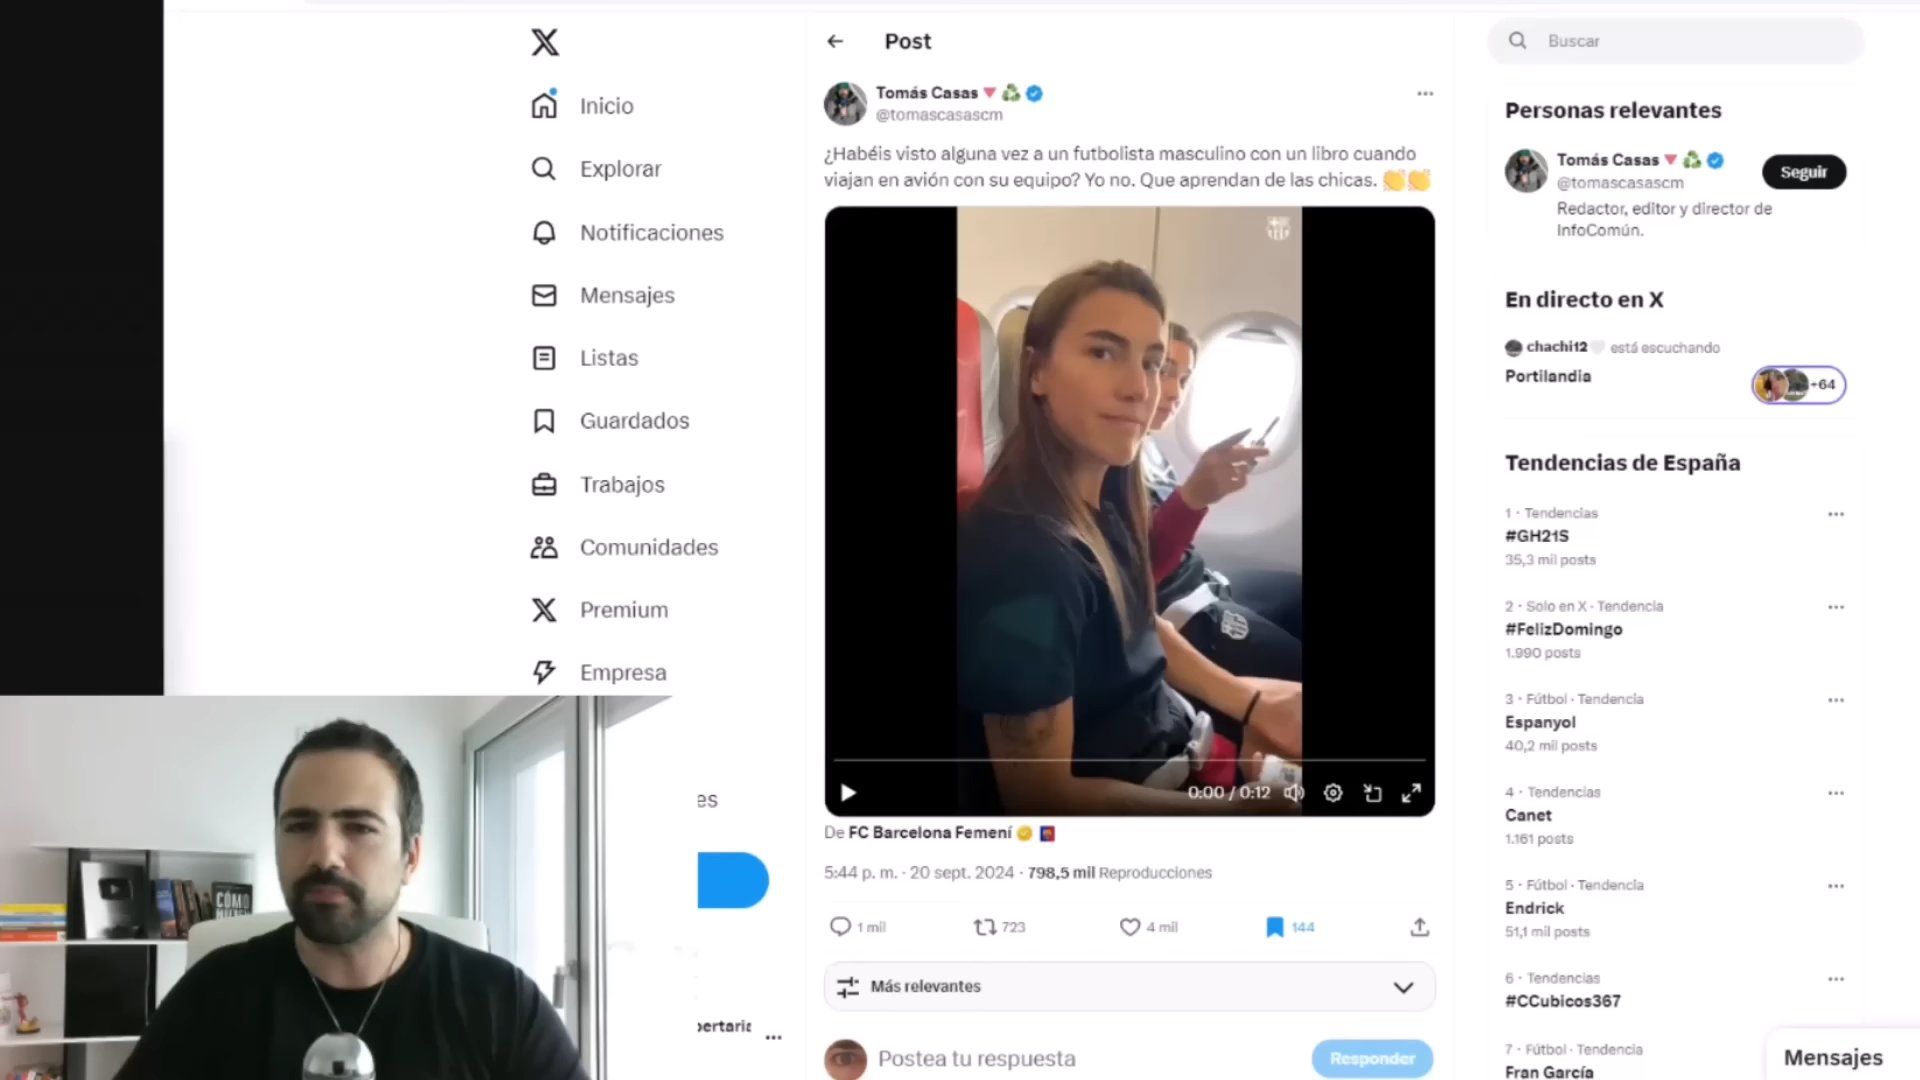 Inicio
Explorar
Notificaciones
Mensajes
Listas
Guardados
Trabajos
Comunidades
Premium
Empresa
es
pertaria
Post
Tomás Casas
@tomascasascm
¿Habéis visto alguna vez a un futbolista masculino con un libro cuando
viajan en avión con su equipo? Yo no. Que aprendan de las chicas. 👏👏
0:00 / 0:12
De FC Barcelona Femení
5:44 p. m. · 20 sept. 2024 · 798,5 mil Reproducciones
1 mil
723
4 mil
144
Más relevantes
Postea tu respuesta
Responder
Buscar
Personas relevantes
Tomás Casas
@tomascasascm
Seguir
Redactor, editor y director de
InfoComún.
En directo en X
chachi12 está escuchando
Portilandia
+64
Tendencias de España
1 · Tendencias
#GH21S
35,3 mil posts
2 · Solo en X · Tendencia
#FelizDomingo
1.990 posts
3 · Fútbol · Tendencia
Espanyol
40,2 mil posts
4 · Tendencias
Canet
1.161 posts
5 · Fútbol · Tendencia
Endrick
51,1 mil posts
6 · Tendencias
#CCubicos367
7 · Fútbol · Tendencia
Fran García
Mensajes
CÓMO